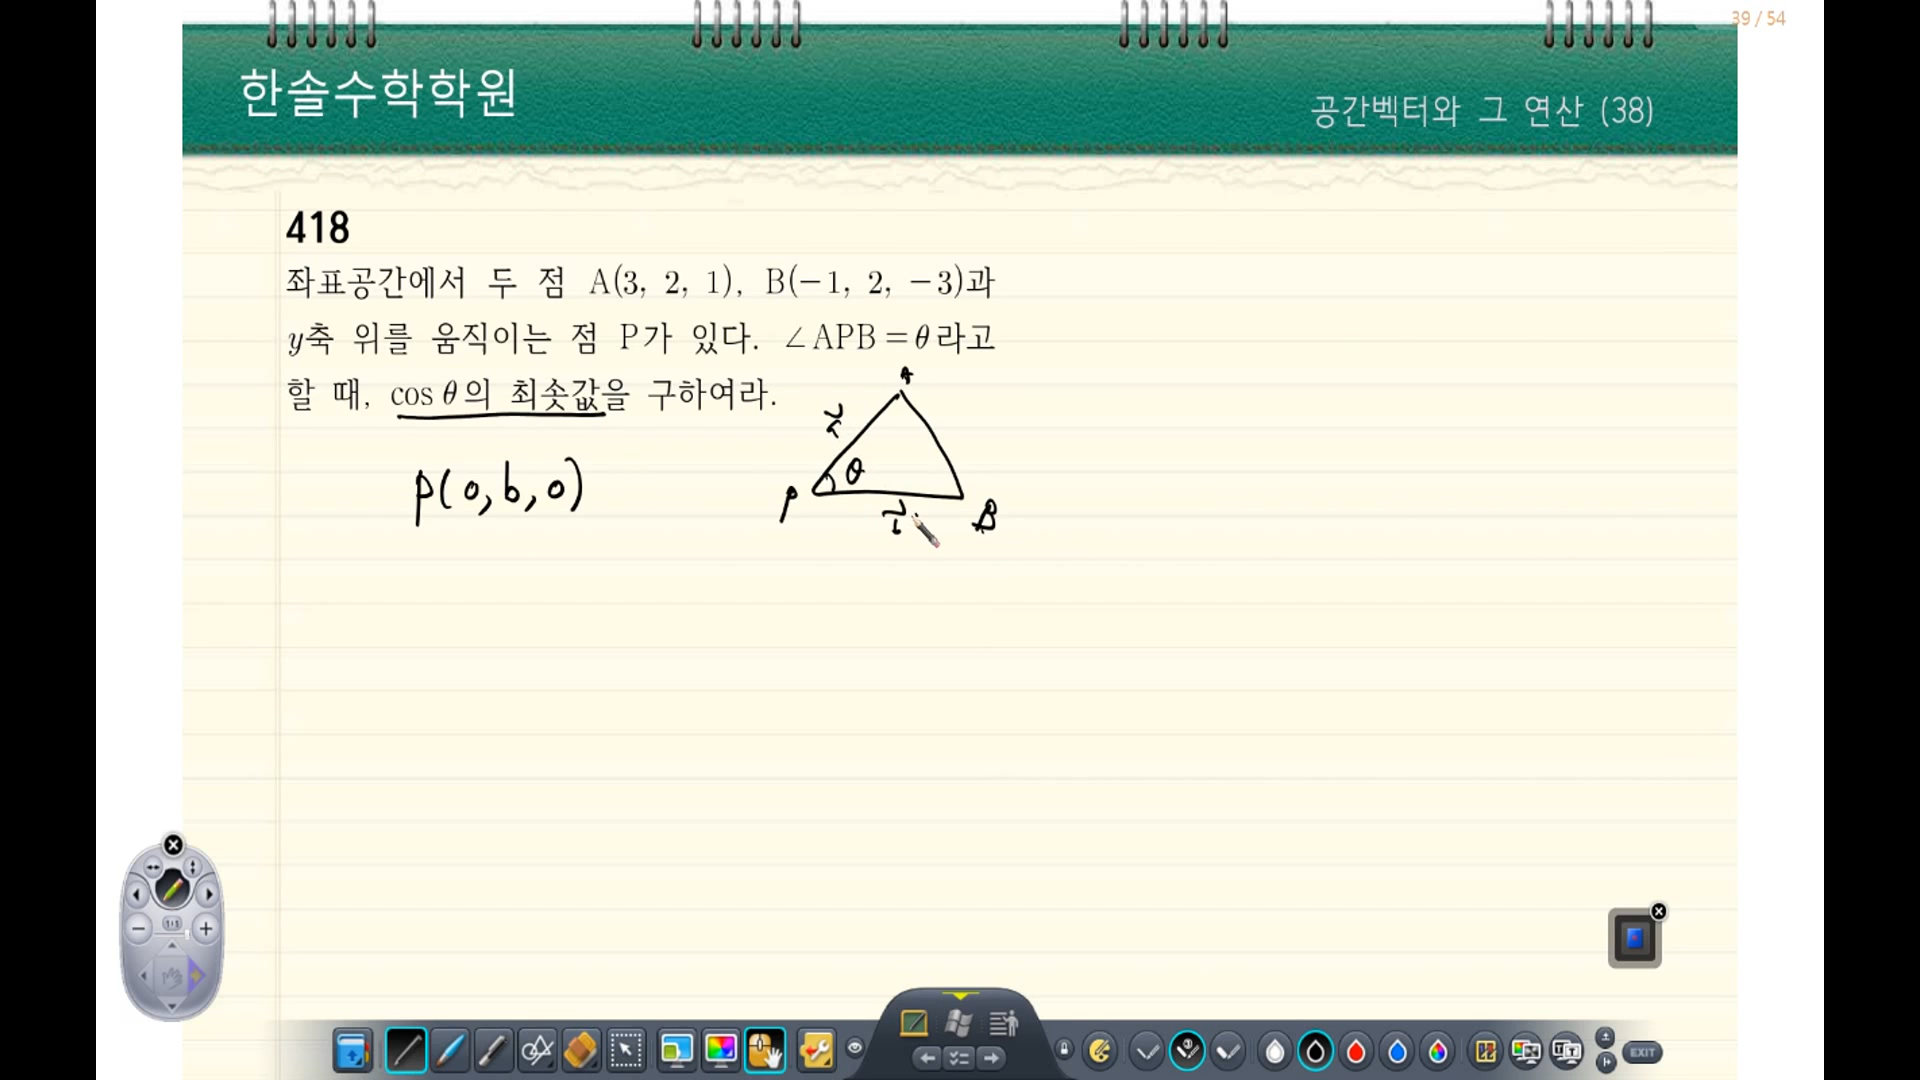 39 / 54
한솔수학학원
공간벡터와 그 연산 (38)
418
좌표공간에서 두 점 A(3, 2, 1), B(−1, 2, −3)과
y축 위를 움직이는 점 P가 있다. ∠APB=θ라고
할 때, cos θ의 최솟값을 구하여라.
A
θ
P(0, b, 0)
P
B
EXIT